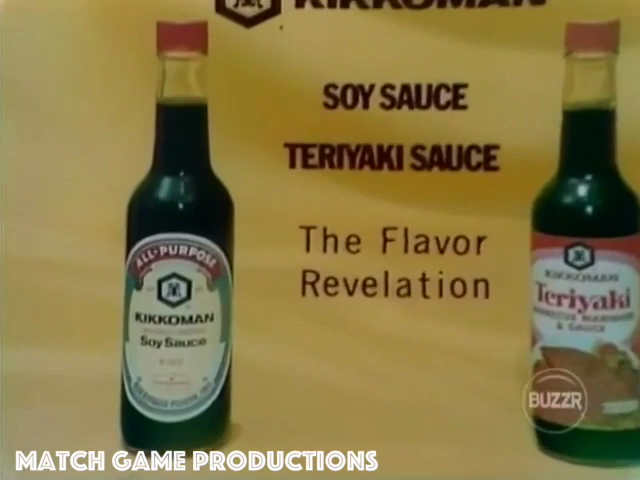 KIKKOMAN
SOY SAUCE
TERIYAKI SAUCE
The Flavor
Revelation
ALL-PURPOSE
KIKKOMAN
Soy Sauce
KIKKOMAN
Teriyaki
& SAUCE
BUZZR
MATCH GAME PRODUCTIONS